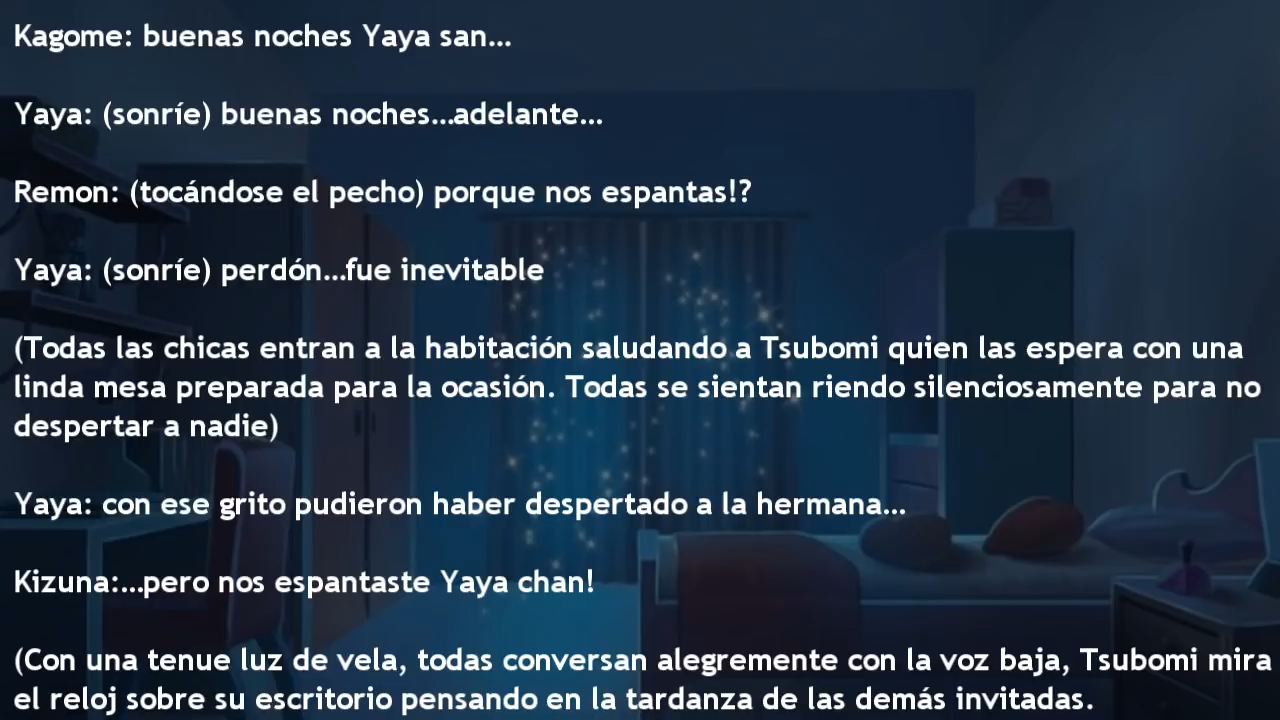 Kagome: buenas noches Yaya san...
Yaya: (sonríe) buenas noches...adelante...
Remon: (tocándose el pecho) porque nos espantas!?
Yaya: (sonríe) perdón...fue inevitable
(Todas las chicas entran a la habitación saludando a Tsubomi quien las espera con una
linda mesa preparada para la ocasión. Todas se sientan riendo silenciosamente para no
despertar a nadie)
Yaya: con ese grito pudieron haber despertado a la hermana...
Kizuna:...pero nos espantaste Yaya chan!
(Con una tenue luz de vela, todas conversan alegremente con la voz baja, Tsubomi mira
el reloj sobre su escritorio pensando en la tardanza de las demás invitadas.